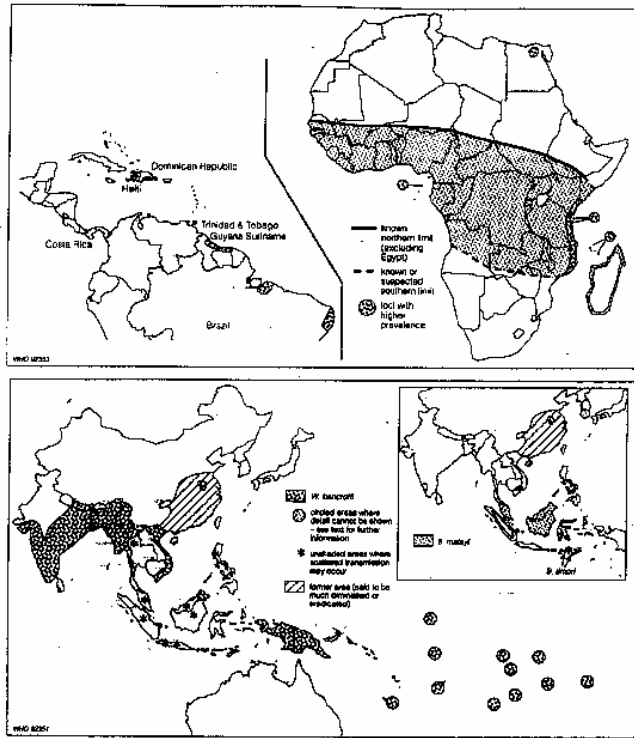 Dominican Republic
Haiti
Trinidad & Tobago
Guyana Suriname
Costa Rica
Brazil
known
northern limit
(excluding
Egypt)
known or
suspected
southern limit
foci with
higher
prevalence
W. bancrofti
circled areas where
detail cannot be shown
– see text for further
information
unshaded areas where
scattered transmission
may occur
former area (said to be
much diminished or
eradicated)
B. malayi
B. timori